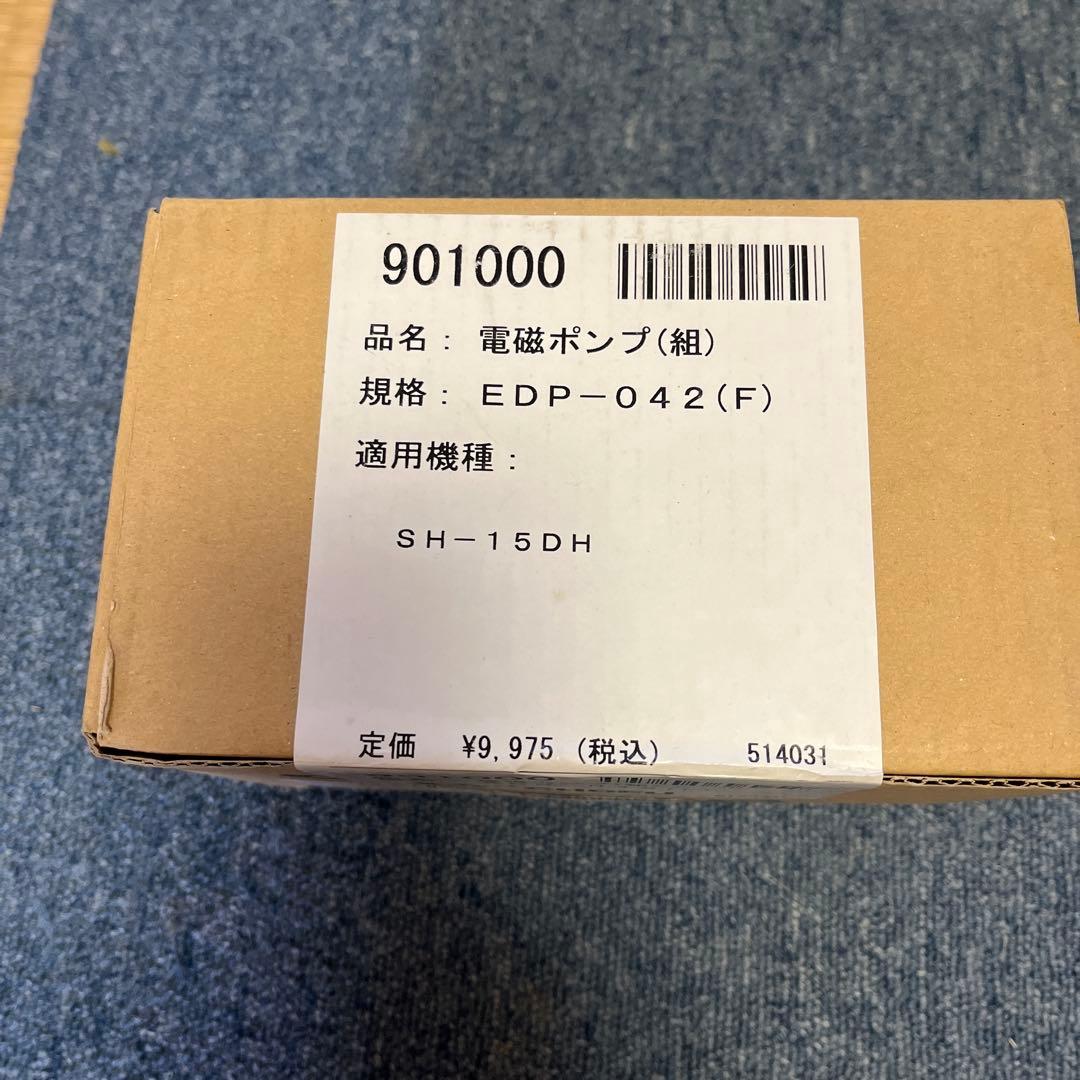 901000
品名： 電磁ポンプ(組)
規格： ＥＤＰ－０４２(Ｆ)
適用機種：
ＳＨ－１５ＤＨ
定価 ¥9,975 (税込) 514031